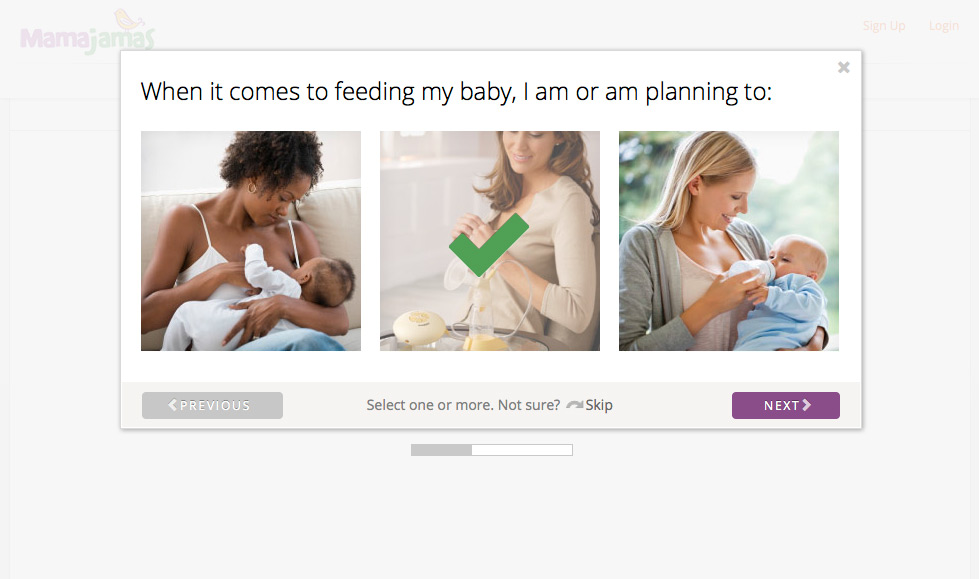 Mamajamas
Sign Up
Login
When it comes to feeding my baby, I am or am planning to:
PREVIOUS
Select one or more. Not sure? Skip
NEXT